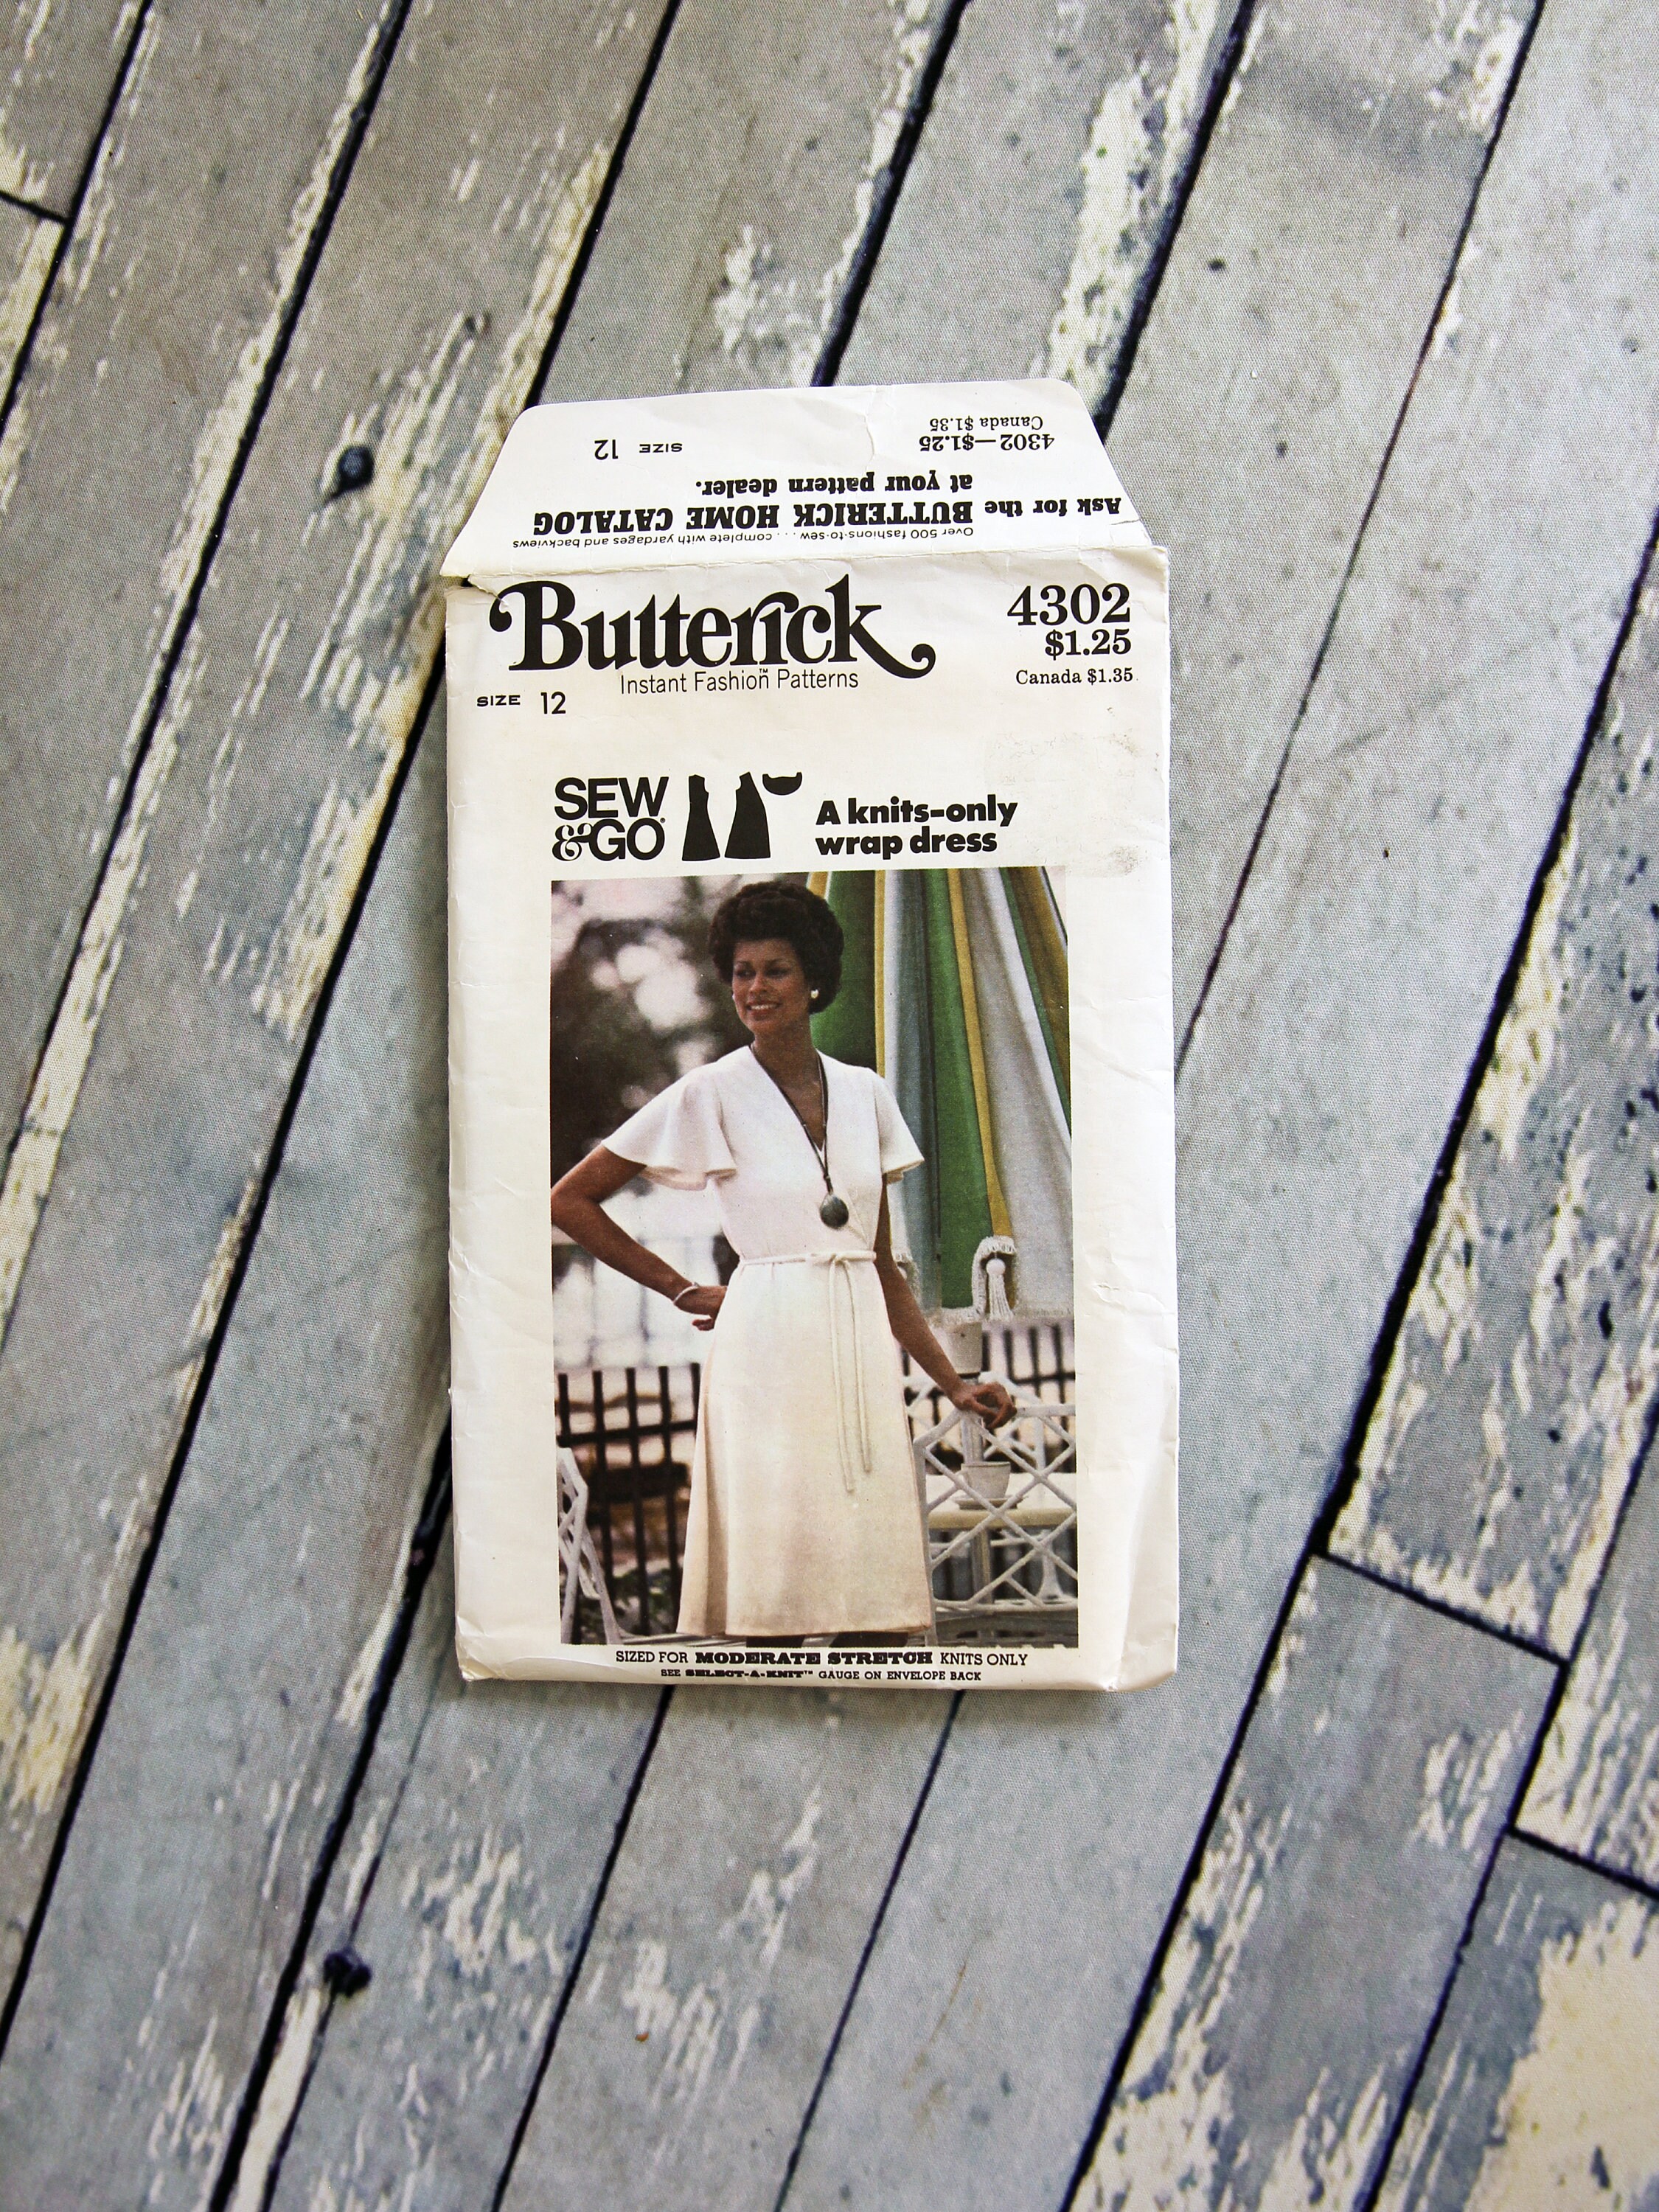 4302—$1.25
Canada $1.35
SIZE 12
Ask for the BUTTERICK HOME CATALOG
at your pattern dealer.
Over 500 fashions-to-sew . . . complete with yardages and backviews
Butterick
Instant Fashion™ Patterns
4302
$1.25
Canada $1.35
SIZE 12
SEW
&GO®
A knits-only
wrap dress
SIZED FOR MODERATE STRETCH KNITS ONLY
SEE SELECT-A-KNIT™ GAUGE ON ENVELOPE BACK